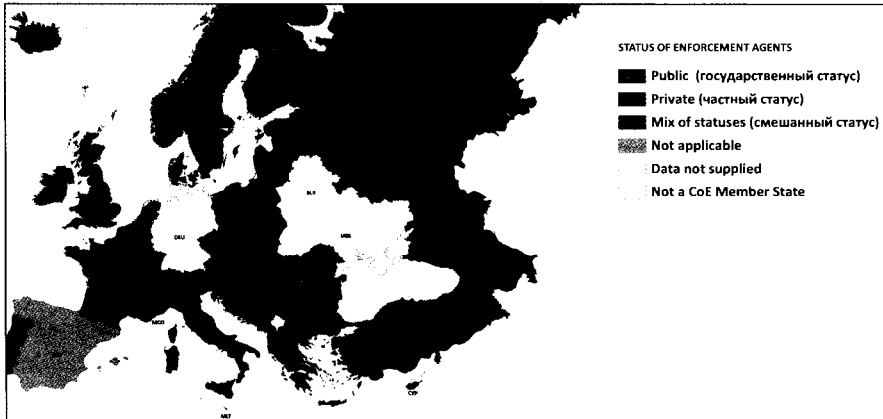 STATUS OF ENFORCEMENT AGENTS
Public (государственный статус)
Private (частный статус)
Mix of statuses (смешанный статус)
Not applicable
Data not supplied
Not a CoE Member State
BLR
DEU
UKR
MCO
CYP
MLT